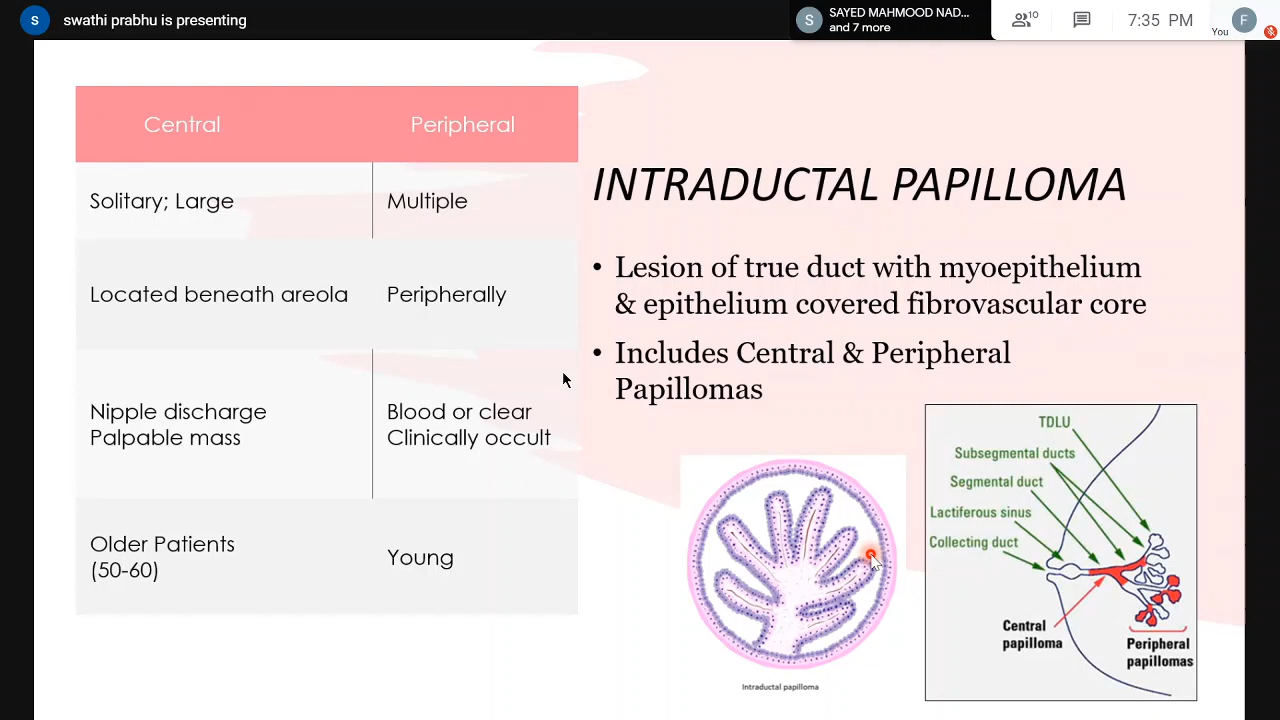 S swathi prabhu is presenting
S SAYED MAHMOOD NAD...
and 7 more
10
7:35 PM
You
F
Central Peripheral
Solitary; Large Multiple
Located beneath areola Peripherally
Nipple discharge Blood or clear
Palpable mass Clinically occult
Older Patients
(50-60)
Young
INTRADUCTAL PAPILLOMA
• Lesion of true duct with myoepithelium
& epithelium covered fibrovascular core
• Includes Central & Peripheral
Papillomas
Intraductal papilloma
TDLU
Subsegmental ducts
Segmental duct
Lactiferous sinus
Collecting duct
Central
papilloma
Peripheral
papillomas